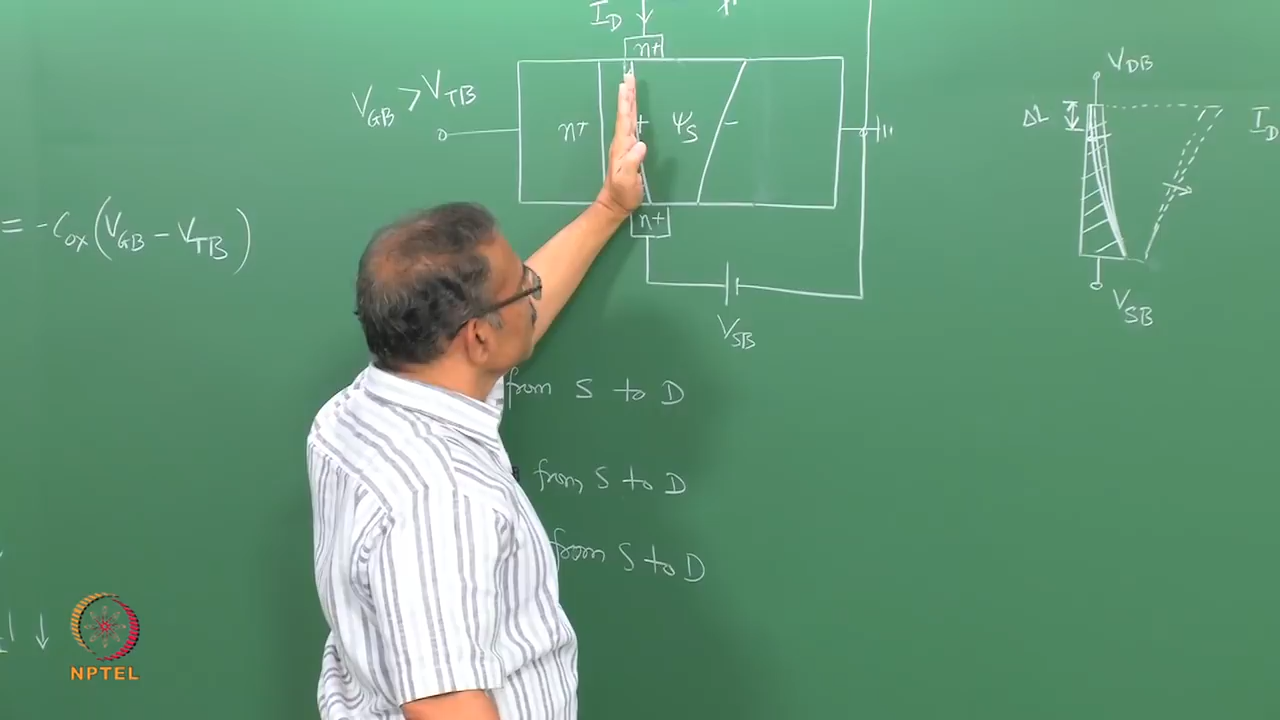 I_D
n+
V_GB > V_TB
n+
+ ψ_S -
n+
V_SB
= -C_ox(V_GB - V_TB)
V_DB
ΔL
I_D
V_SB
from S to D
from S to D
from S to D
↓
NPTEL